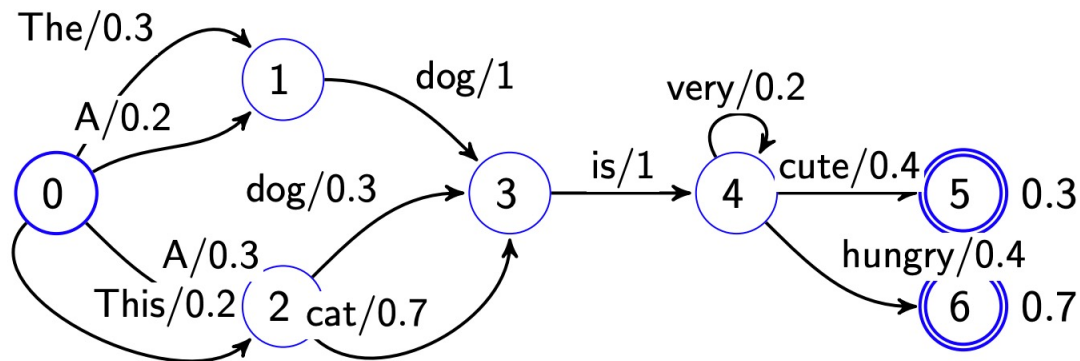 The/0.3
1
dog/1
very/0.2
A/0.2
0
dog/0.3
3
is/1
4
cute/0.4
5
0.3
A/0.3
hungry/0.4
This/0.2
2
cat/0.7
6
0.7